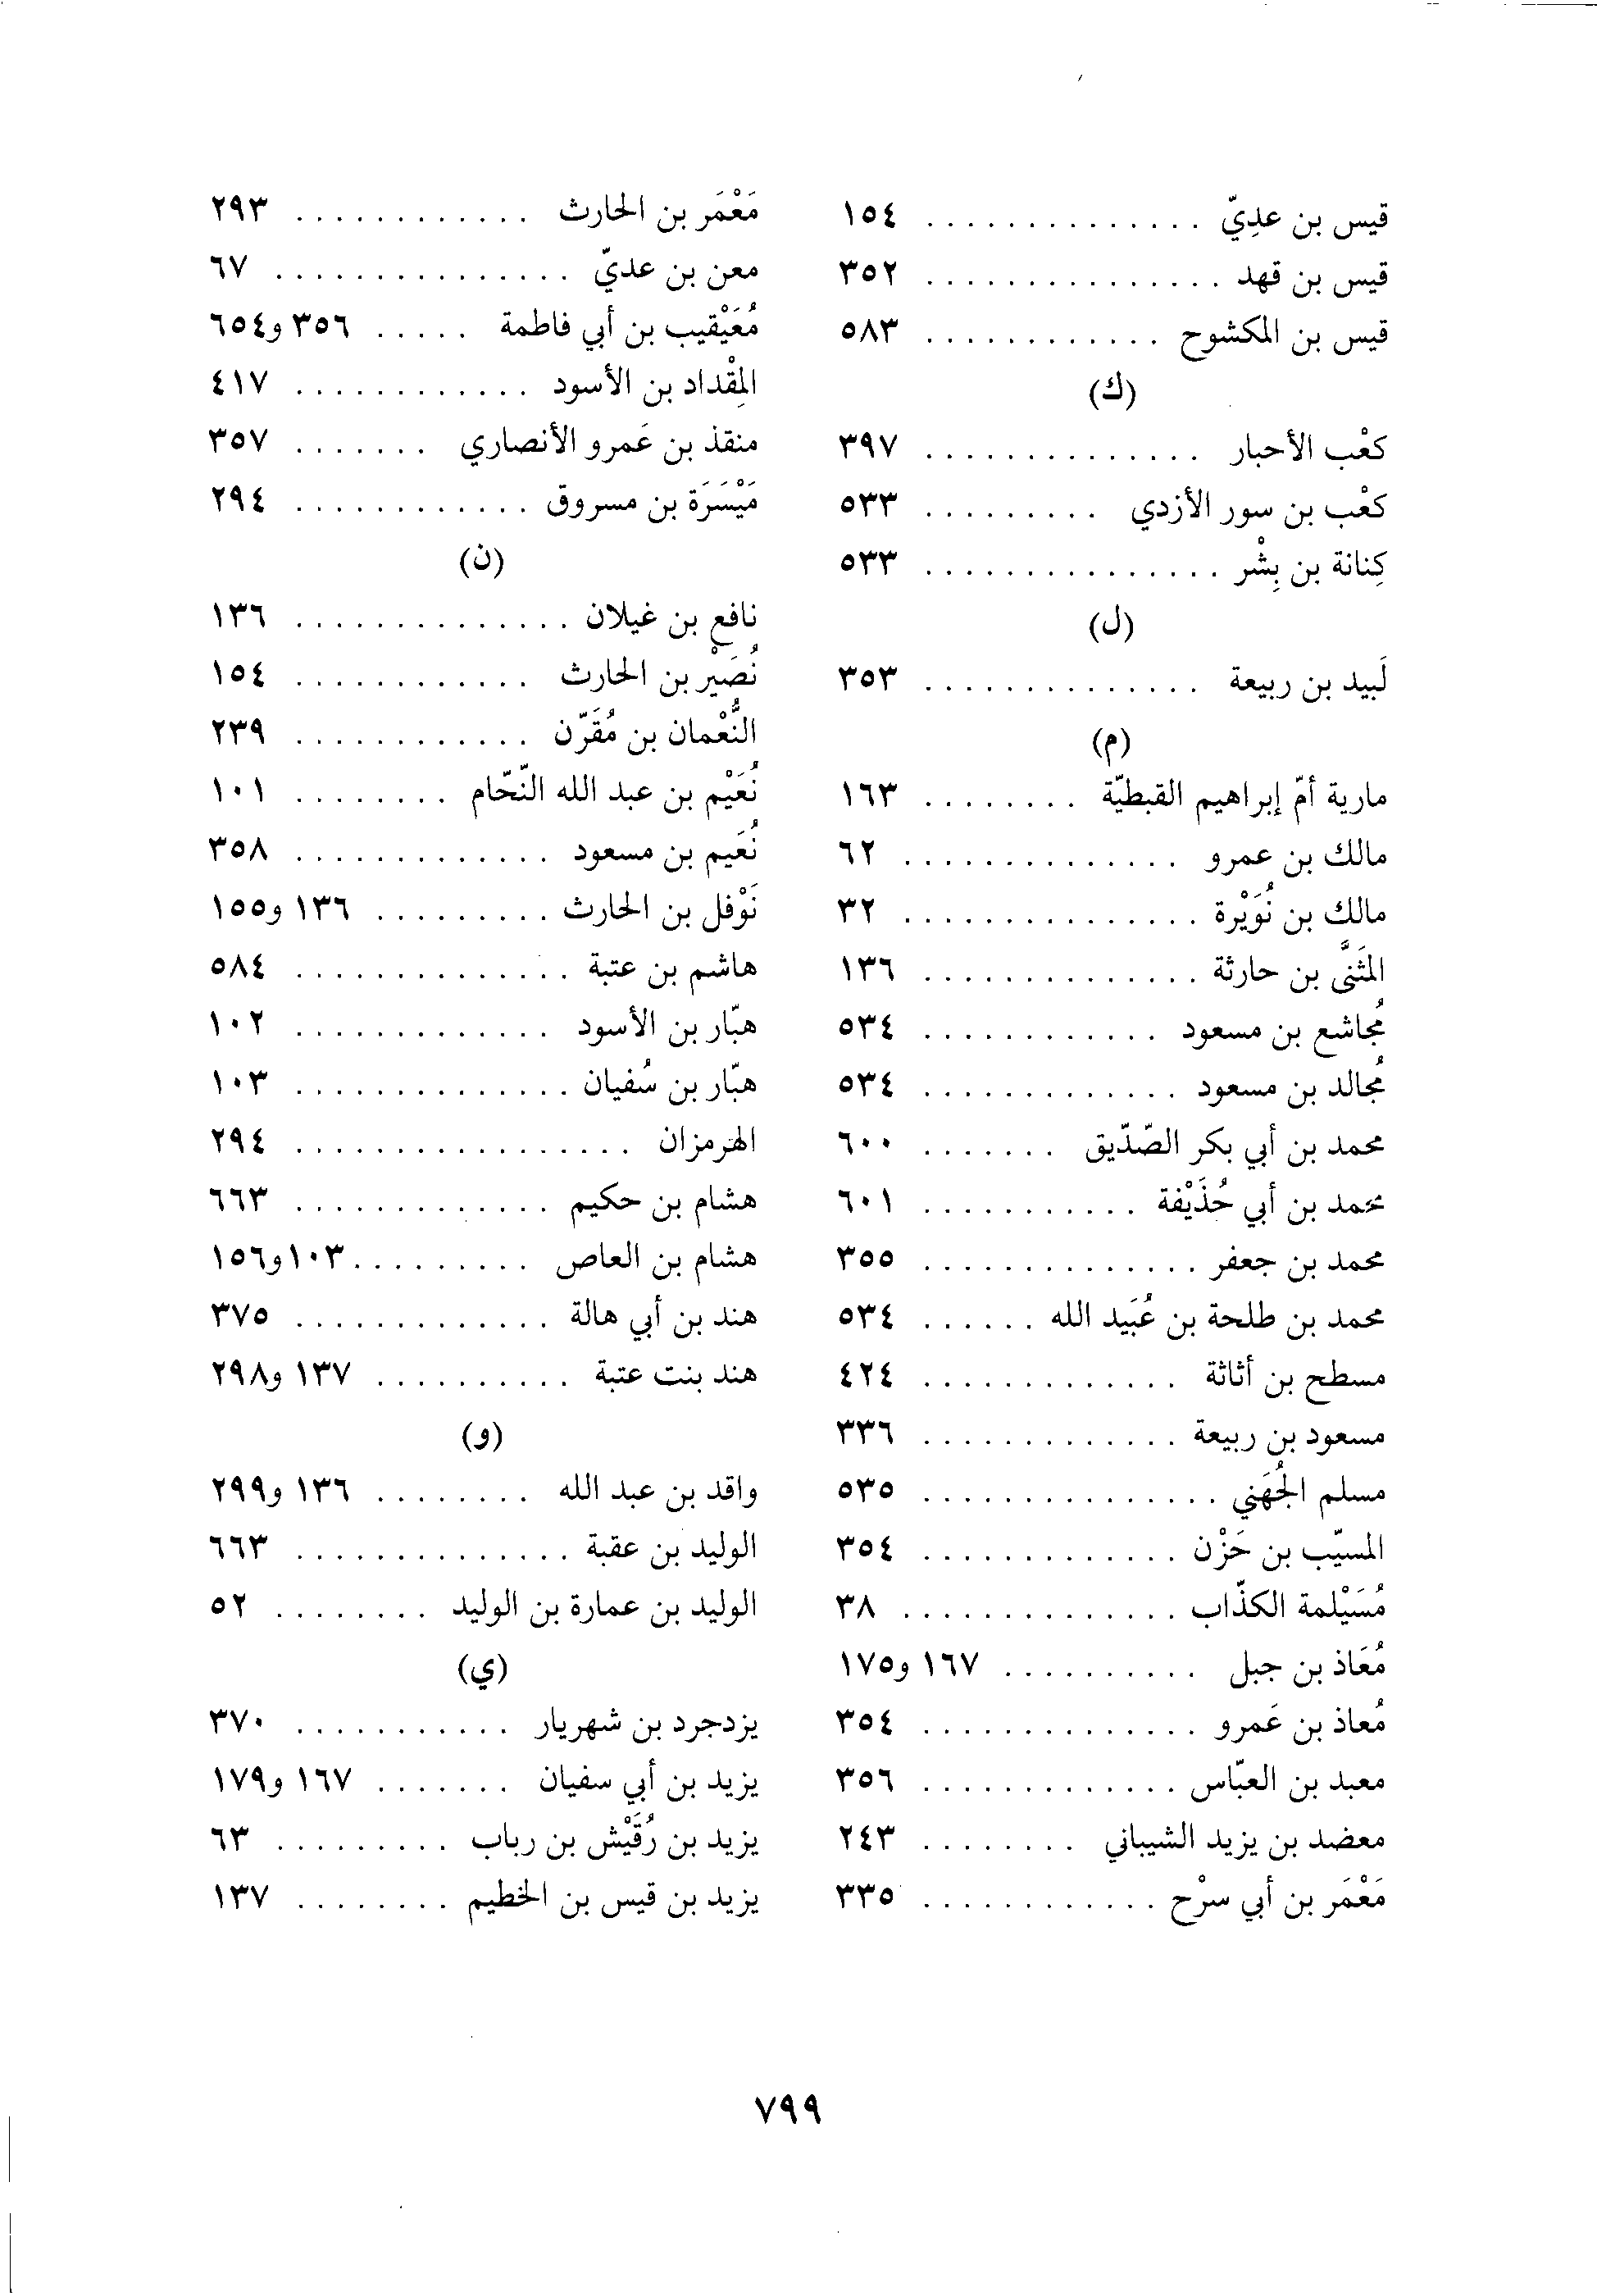 قيس بن عدِيّ . . . . . . . . . . . . . . ١٥٤
قيس بن قهد . . . . . . . . . . . . . . . ٣٥٢
قيس بن المكشوح . . . . . . . . . . . . ٥٨٣
(ك)
كعْب الأحبار . . . . . . . . . . . . . . ٣٩٧
كعْب بن سور الأزدي . . . . . . . . . ٥٣٣
كِنانة بن بِشْر . . . . . . . . . . . . . . . ٥٣٣
(ل)
لَبيد بن ربيعة . . . . . . . . . . . . . . ٣٥٣
(م)
مارية أمّ إبراهيم القبطيّة . . . . . . . . ١٦٣
مالك بن عمرو . . . . . . . . . . . . . . ٦٢
مالك بن نُوَيْرة . . . . . . . . . . . . . . . ٣٢
المثَنَّى بن حارثة . . . . . . . . . . . . . . ١٣٦
مُجاشع بن مسعود . . . . . . . . . . . . ٥٣٤
مُجالد بن مسعود . . . . . . . . . . . . . ٥٣٤
محمد بن أبي بكر الصّدّيق . . . . . . . ٦٠٠
محمد بن أبي حُذَيْفة . . . . . . . . . . . ٦٠١
محمد بن جعفر . . . . . . . . . . . . . . ٣٥٥
محمد بن طلحة بن عُبَيد الله . . . . . . ٥٣٤
مسطح بن أثاثة . . . . . . . . . . . . . ٤٢٤
مسعود بن ربيعة . . . . . . . . . . . . . ٣٣٦
مسلم الجُهَني . . . . . . . . . . . . . . . ٥٣٥
المسيّب بن حَزْن . . . . . . . . . . . . . ٣٥٤
مُسَيْلمة الكذّاب . . . . . . . . . . . . . . ٣٨
مُعَاذ بن جبل . . . . . . . . . . ١٦٧ و١٧٥
مُعاذ بن عَمرو . . . . . . . . . . . . . . ٣٥٤
معبد بن العبّاس . . . . . . . . . . . . . ٣٥٦
معضد بن يزيد الشيباني . . . . . . . . ٢٤٣
مَعْمَر بن أبي سرْح . . . . . . . . . . . . ٣٣٥
مَعْمَر بن الحارث . . . . . . . . . . . . ٢٩٣
معن بن عديّ . . . . . . . . . . . . . . . ٦٧
مُعَيْقيب بن أبي فاطمة . . . . . ٣٥٦ و٦٥٤
المِقْداد بن الأسود . . . . . . . . . . . . ٤١٧
منقذ بن عَمرو الأنصاري . . . . . . . ٣٥٧
مَيْسَرَة بن مسروق . . . . . . . . . . . . ٢٩٤
(ن)
نافع بن غيلان . . . . . . . . . . . . . . ١٣٦
نُصَيْر بن الحارث . . . . . . . . . . . . ١٥٤
النُّعْمان بن مُقَرّن . . . . . . . . . . . . ٢٣٩
نُعَيْم بن عبد الله النّحّام . . . . . . . . ١٠١
نُعَيم بن مسعود . . . . . . . . . . . . . ٣٥٨
نَوْفل بن الحارث . . . . . . . . . ١٣٦ و١٥٥
هاشم بن عتبة . . . . . . . . . . . . . . ٥٨٤
هبّار بن الأسود . . . . . . . . . . . . . ١٠٢
هبّار بن سُفيان . . . . . . . . . . . . . . ١٠٣
الهرمزان . . . . . . . . . . . . . . . . . ٢٩٤
هشام بن حكيم . . . . . . . . . . . . . ٦٦٣
هشام بن العاص . . . . . . . . . ١٠٣و١٥٦
هند بن أبي هالة . . . . . . . . . . . . . ٣٧٥
هند بنت عتبة . . . . . . . . . . ١٣٧ و٢٩٨
(و)
واقد بن عبد الله . . . . . . . . ١٣٦ و٢٩٩
الوليد بن عقبة . . . . . . . . . . . . . . ٦٦٣
الوليد بن عمارة بن الوليد . . . . . . . . ٥٢
(ي)
يزدجرد بن شهريار . . . . . . . . . . . ٣٧٠
يزيد بن أبي سفيان . . . . . . . ١٦٧ و١٧٩
يزيد بن رُقَيْش بن رباب . . . . . . . . . ٦٣
يزيد بن قيس بن الخطيم . . . . . . . . ١٣٧
٧٩٩